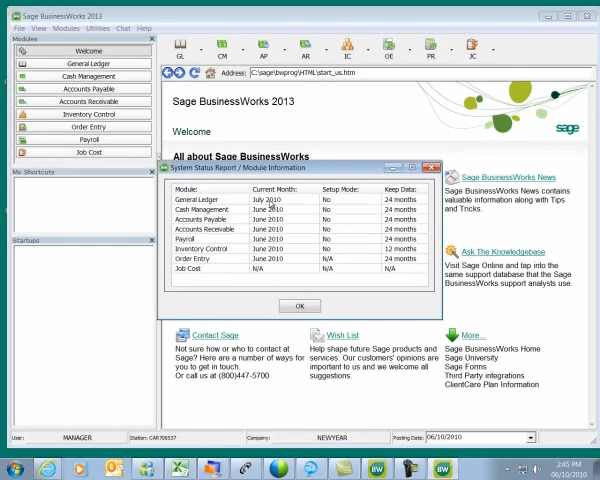 Sage BusinessWorks 2013
File View Modules Utilities Chat Help
Modules
Welcome
General Ledger
Cash Management
Accounts Payable
Accounts Receivable
Inventory Control
Order Entry
Payroll
Job Cost
My Shortcuts
Startups
GL CM AP AR IC OE PR JC
Address: C:\sage\bwprog\HTML\start_us.htm
Sage BusinessWorks 2013
Welcome
sage
All about Sage BusinessWorks
System Status Report / Module Information
Module: Current Month: Setup Mode: Keep Data:
General Ledger July 2010 No 24 months
Cash Management June 2010 No 24 months
Accounts Payable June 2010 No 24 months
Accounts Receivable June 2010 No 24 months
Payroll June 2010 No 24 months
Inventory Control June 2010 No 12 months
Order Entry June 2010 N/A 24 months
Job Cost N/A N/A N/A
OK
Sage BusinessWorks News
Sage BusinessWorks News contains
valuable information along with Tips
and Tricks.
Ask The Knowledgebase
Visit Sage Online and tap into the
same support database that the Sage
BusinessWorks support analysts use.
Contact Sage
Not sure how or who to contact at
Sage? Here are a number of ways for
you to get in touch.
Or call us at (800)447-5700
Wish List
Help shape future Sage products and
services. Our customers' opinions are
important to us and we welcome all
suggestions.
More...
Sage BusinessWorks Home
Sage University
Sage Forms
Third Party integrations
ClientCare Plan Information
User: MANAGER Station: CAR706537 Company: NEWYEAR Posting Date: 06/10/2010
BW BW
2:45 PM
06/10/2010